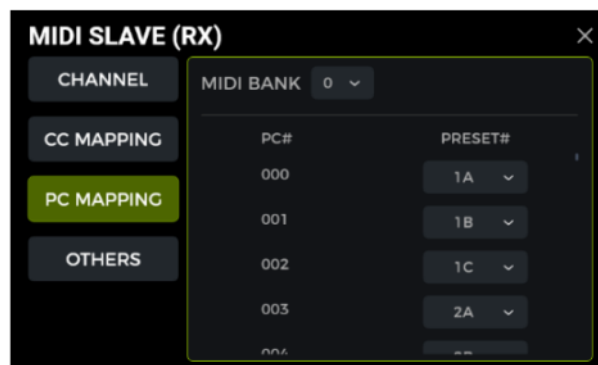 MIDI SLAVE (RX)
CHANNEL
CC MAPPING
PC MAPPING
OTHERS
MIDI BANK 0
PC# PRESET#
000 1A
001 1B
002 1C
003 2A
004